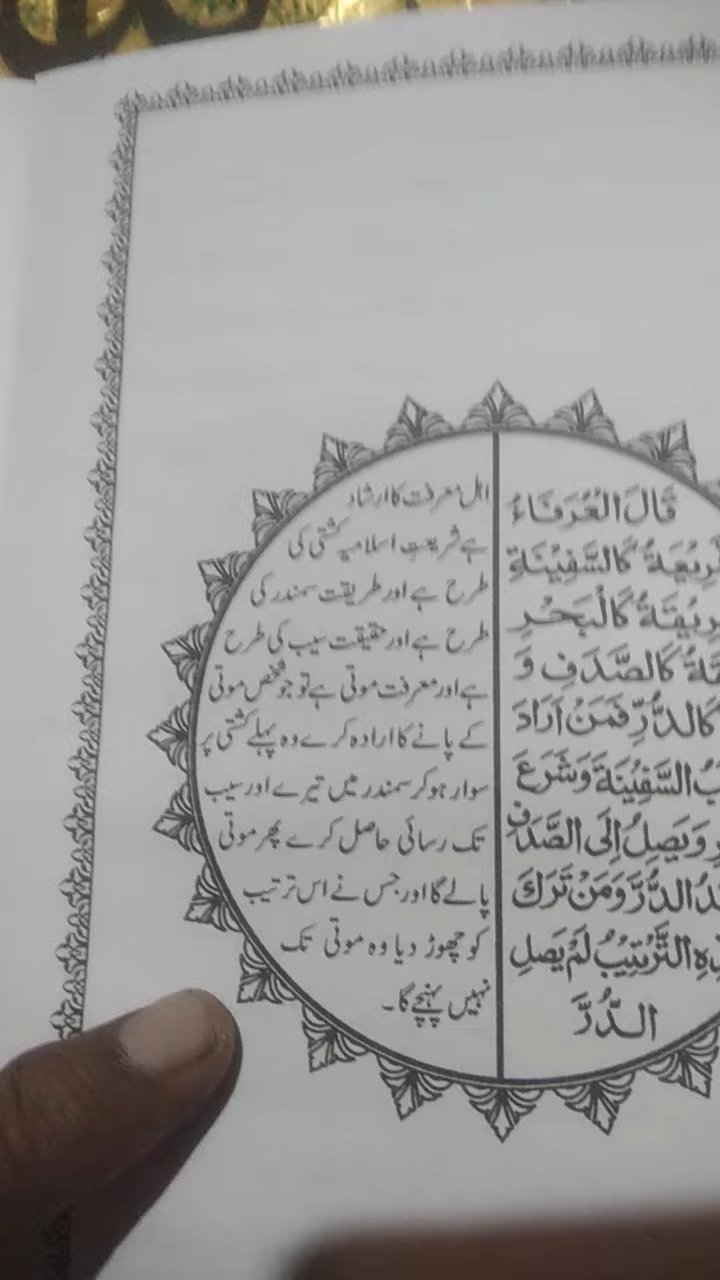 قَالَ الْعُرَفَاءُ
كَالسَّفِيْنَةِ
كَالْبَحْرِ
كَالصَّدَفِ وَ
كَالدُّرِّ فَمَنْ اَرَادَ
السَّفِيْنَةَ وَشَرَعَ
وَيَصِلُ اِلَى الصَّدَفِ
الدُّرَّ وَمَنْ تَرَكَ
التَّرْتِيْبَ لَمْ يَصِلِ
الدُّرَّ
اہل معرفت کا ارشاد
ہے شریعتِ اسلامیہ کشتی کی
طرح ہے اور طریقت سمندر کی
طرح ہے اور حقیقت سیب کی طرح
ہے اور معرفت موتی ہے تو جو شخص موتی
کے پانے کا ارادہ کرے وہ پہلے کشتی پر
سوار ہو کر سمندر میں تیرے اور سیب
تک رسائی حاصل کرے پھر موتی
پالے گا اور جس نے اس ترتیب
کو چھوڑ دیا وہ موتی تک
نہیں پہنچے گا۔